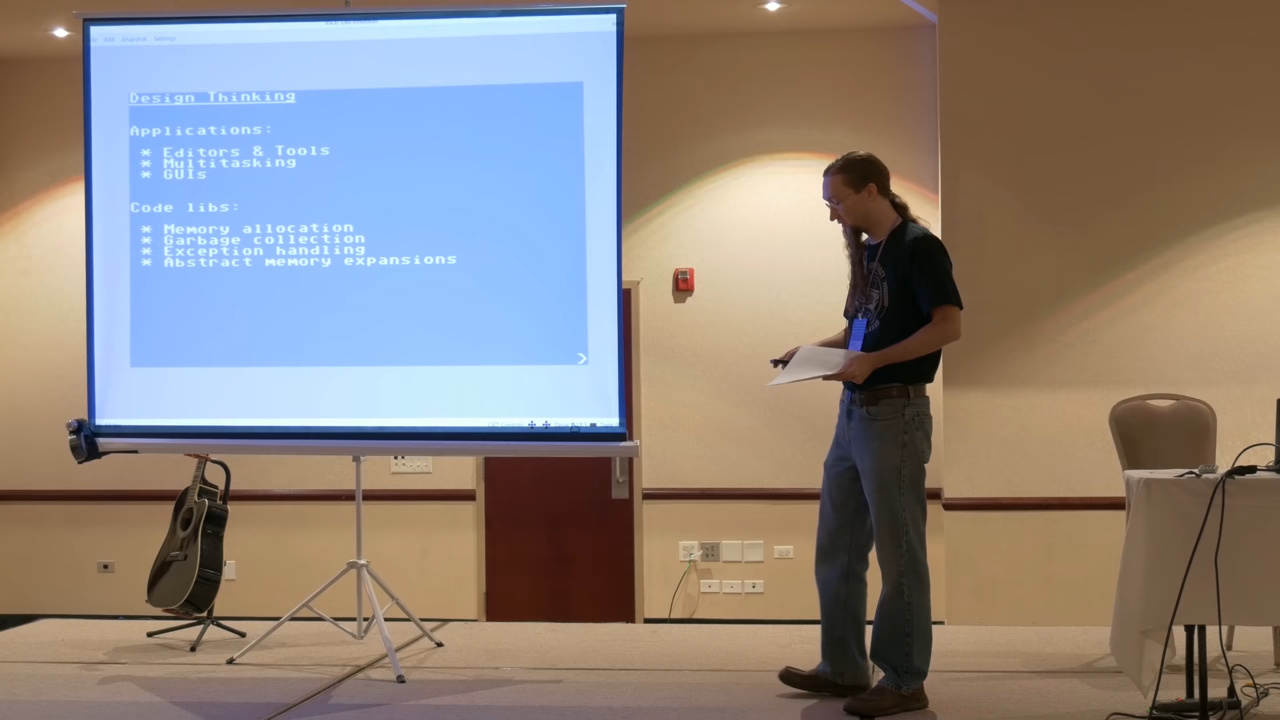 Design Thinking
Applications:
* Editors & Tools
* Multitasking
* GUIs
Code libs:
* Memory allocation
* Garbage collection
* Exception handling
* Abstract memory expansions
>